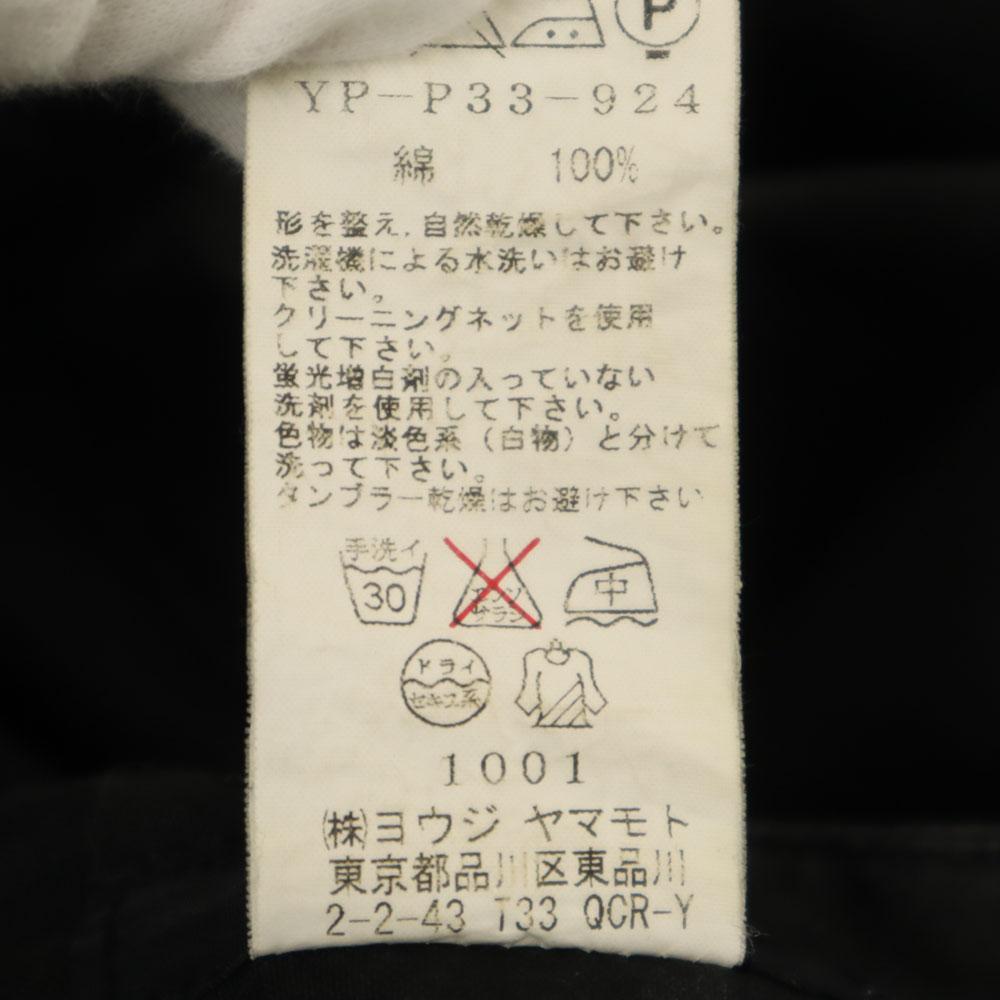 P
YP-P33-924
綿 100%
形を整え,自然乾燥して下さい。
洗濯機による水洗いはお避け
下さい。
クリーニングネットを使用
して下さい。
蛍光増白剤の入っていない
洗剤を使用して下さい。
色物は淡色系(白物)と分けて
洗って下さい。
タンブラー乾燥はお避け下さい
手洗イ
30
エンソ
サラシ
中
ドライ
セキユ系
1001
(株)ヨウジ ヤマモト
東京都品川区東品川
2-2-43 T33 QCR-Y